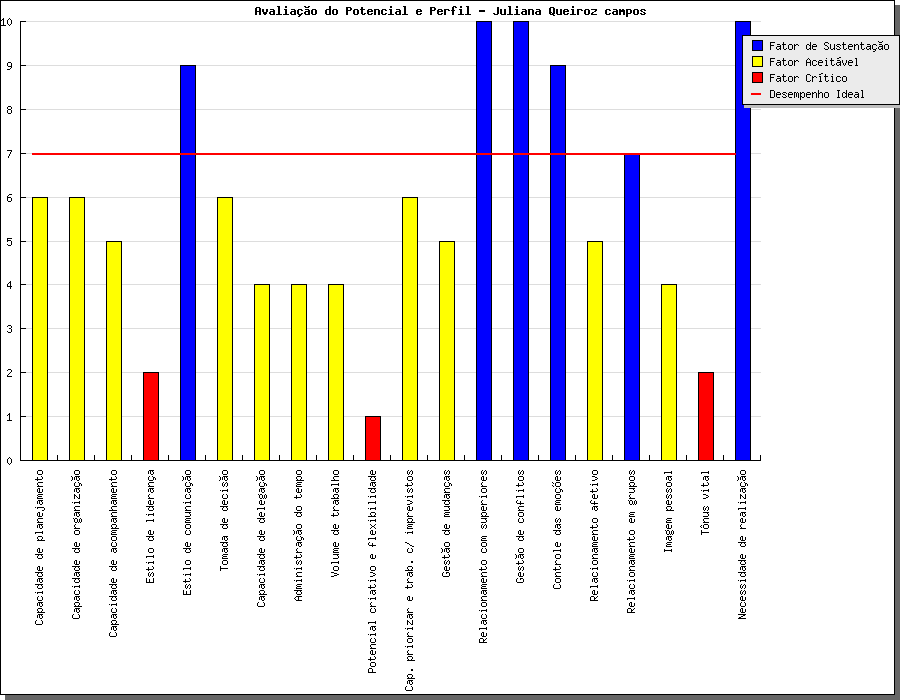 Avaliação do Potencial e Perfil - Juliana Queiroz campos
Fator de Sustentação
Fator Aceitável
Fator Crítico
Desempenho Ideal
10
9
8
7
6
5
4
3
2
1
0
Capacidade de planejamento
Capacidade de organização
Capacidade de acompanhamento
Estilo de liderança
Estilo de comunicação
Tomada de decisão
Capacidade de delegação
Administração do tempo
Volume de trabalho
Potencial criativo e flexibilidade
Cap. priorizar e trab. c/ imprevistos
Gestão de mudanças
Relacionamento com superiores
Gestão de conflitos
Controle das emoções
Relacionamento afetivo
Relacionamento em grupos
Imagem pessoal
Tônus vital
Necessidade de realização